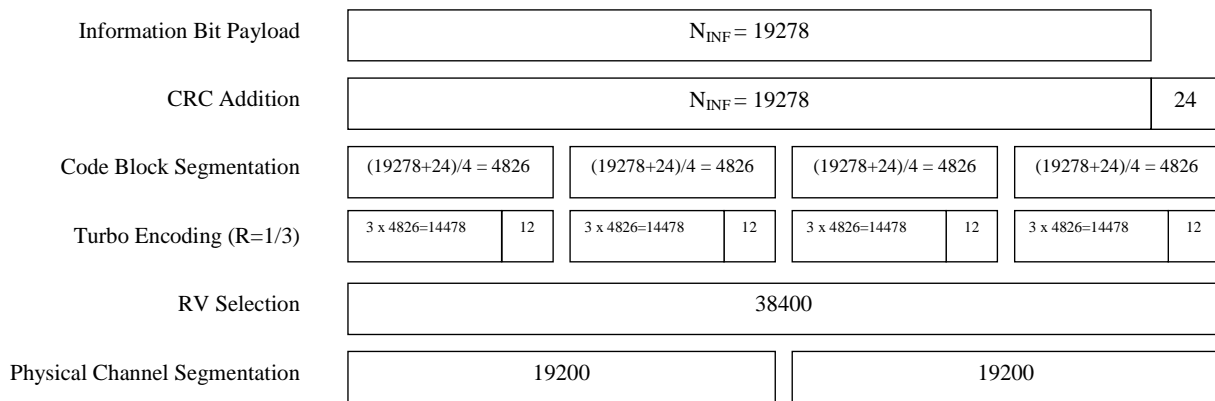 Information Bit Payload N_INF = 19278
CRC Addition N_INF = 19278 24
Code Block Segmentation (19278+24)/4 = 4826 (19278+24)/4 = 4826 (19278+24)/4 = 4826 (19278+24)/4 = 4826
Turbo Encoding (R=1/3) 3 x 4826=14478 12 3 x 4826=14478 12 3 x 4826=14478 12 3 x 4826=14478 12
RV Selection 38400
Physical Channel Segmentation 19200 19200